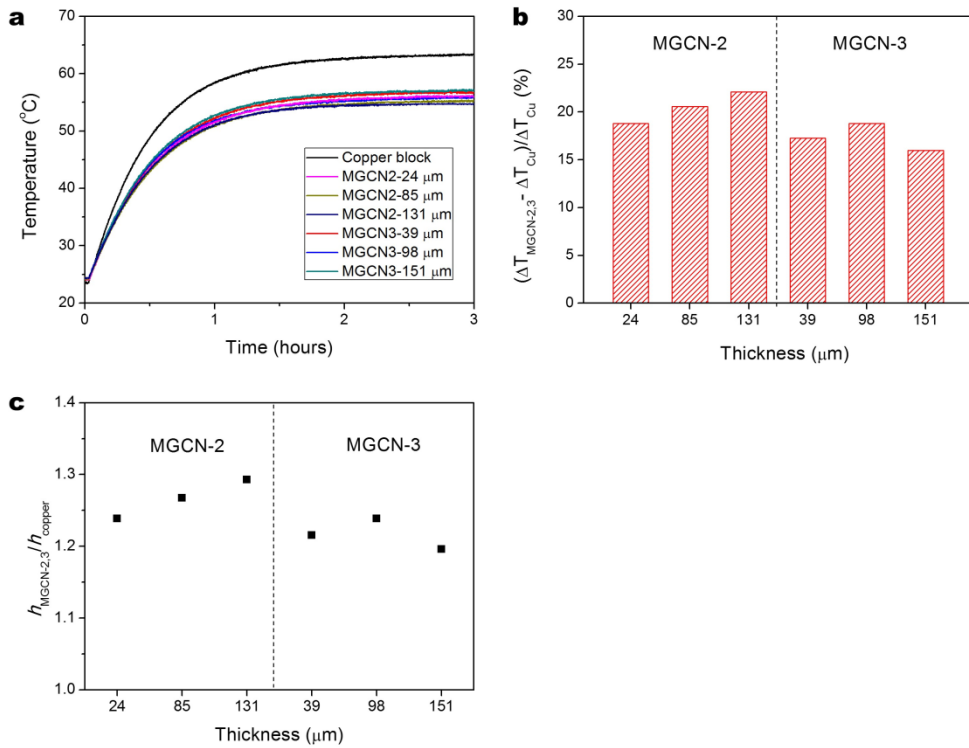 a
Temperature (°C)
70
60
50
40
30
20
Copper block
MGCN2-24 μm
MGCN2-85 μm
MGCN2-131 μm
MGCN3-39 μm
MGCN3-98 μm
MGCN3-151 μm
0 1 2 3
Time (hours)
b
(ΔT_MGCN-2,3 - ΔT_Cu)/ΔT_Cu (%)
30
25
20
15
10
5
0
MGCN-2 MGCN-3
24 85 131 39 98 151
Thickness (μm)
c
h_MGCN-2,3/h_copper
1.4
1.3
1.2
1.1
1.0
MGCN-2 MGCN-3
24 85 131 39 98 151
Thickness (μm)